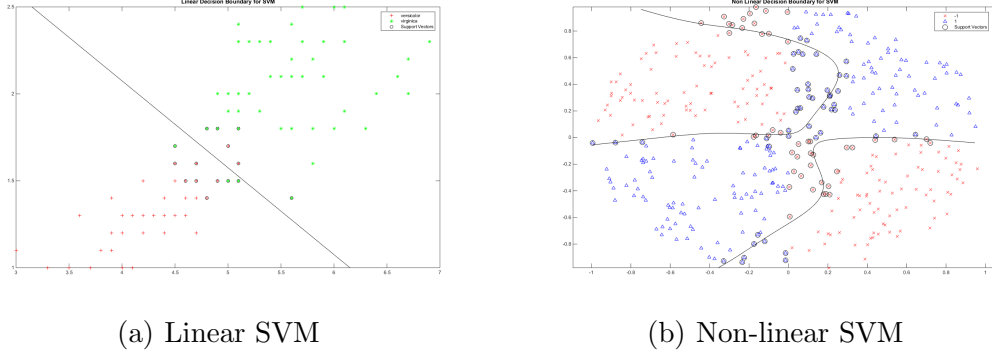 Linear Decision Boundary for SVM
versicolor
virginica
Support Vectors
2.5
2
1.5
1
3 3.5 4 4.5 5 5.5 6 6.5 7
(a) Linear SVM
Non Linear Decision Boundary for SVM
-1
1
Support Vectors
0.8
0.6
0.4
0.2
0
-0.2
-0.4
-0.6
-0.8
-1 -0.8 -0.6 -0.4 -0.2 0 0.2 0.4 0.6 0.8 1
(b) Non-linear SVM